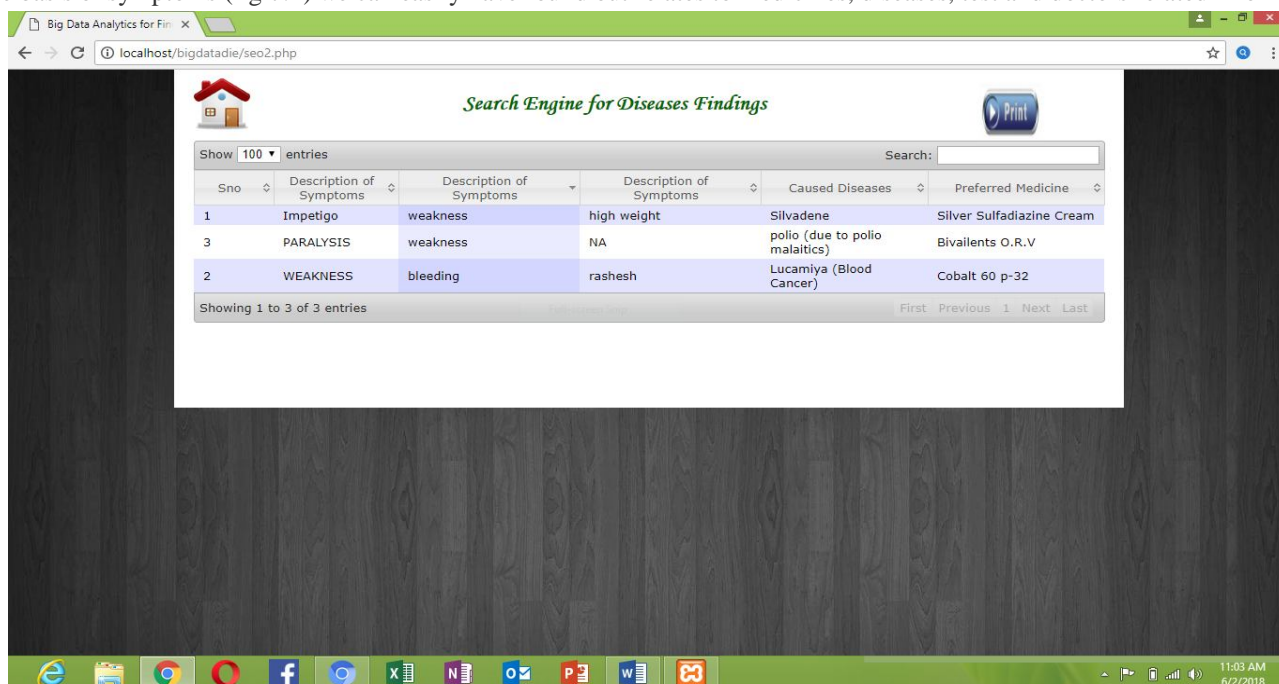 Big Data Analytics for Fin
localhost/bigdatadie/seo2.php
Search Engine for Diseases Findings
Print
Show 100 entries Search:
Sno Description of Symptoms Description of Symptoms Description of Symptoms Caused Diseases Preferred Medicine
1 Impetigo weakness high weight Silvadene Silver Sulfadiazine Cream
3 PARALYSIS weakness NA polio (due to polio malaitics) Bivailents O.R.V
2 WEAKNESS bleeding rashesh Lucamiya (Blood Cancer) Cobalt 60 p-32
Showing 1 to 3 of 3 entries First Previous 1 Next Last
11:03 AM
6/2/2018